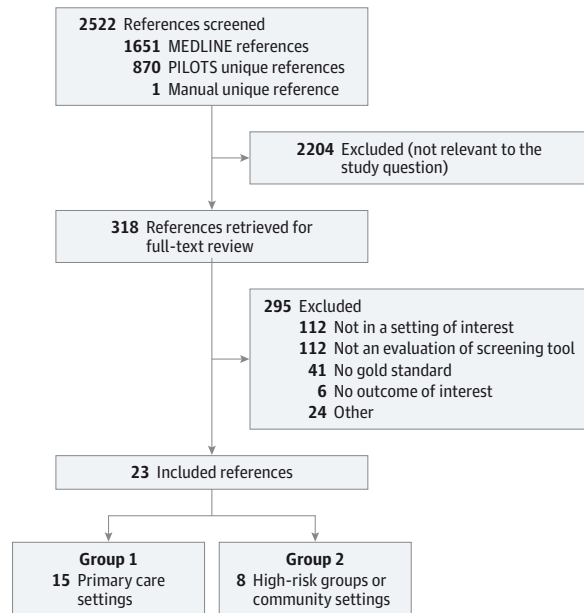 2522 References screened
1651 MEDLINE references
870 PILOTS unique references
1 Manual unique reference
2204 Excluded (not relevant to the
study question)
318 References retrieved for
full-text review
295 Excluded
112 Not in a setting of interest
112 Not an evaluation of screening tool
41 No gold standard
6 No outcome of interest
24 Other
23 Included references
Group 1
15 Primary care
settings
Group 2
8 High-risk groups or
community settings